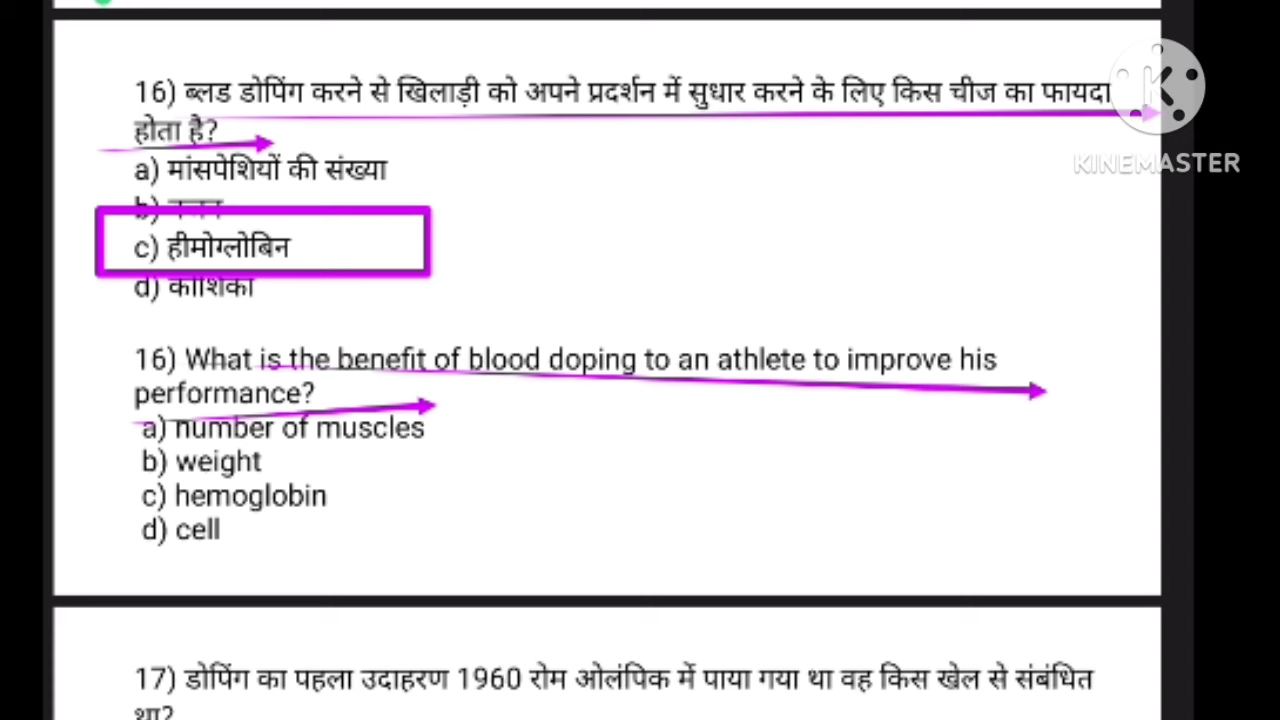 16) ब्लड डोपिंग करने से खिलाड़ी को अपने प्रदर्शन में सुधार करने के लिए किस चीज का फायदा
होता है?
a) मांसपेशियों की संख्या
b) वजन
c) हीमोग्लोबिन
d) कोशिका
16) What is the benefit of blood doping to an athlete to improve his
performance?
a) number of muscles
b) weight
c) hemoglobin
d) cell
17) डोपिंग का पहला उदाहरण 1960 रोम ओलंपिक में पाया गया था वह किस खेल से संबंधित
था?
K
KINEMASTER